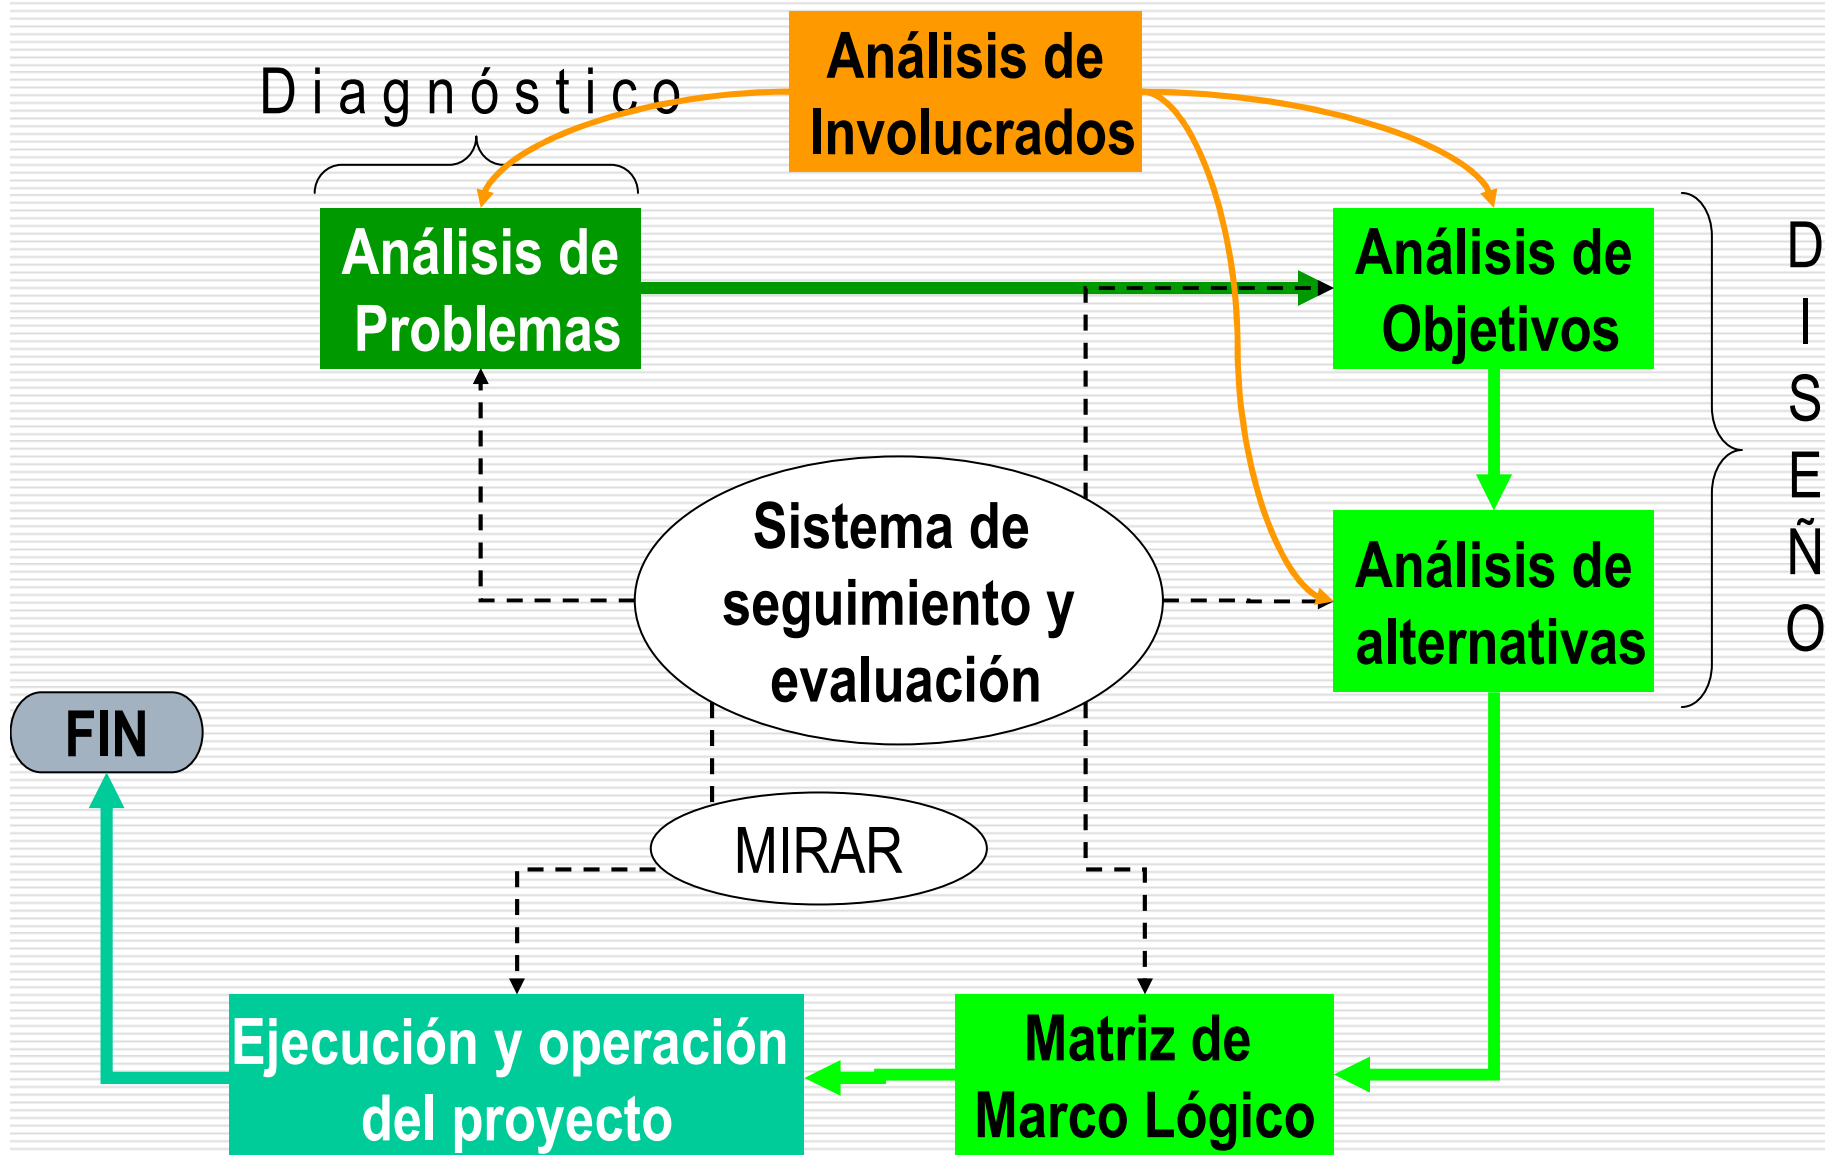 Análisis de
Involucrados
Diagnóstico
Análisis de
Problemas
Análisis de
Objetivos
DISEÑO
Sistema de
seguimiento y
evaluación
Análisis de
alternativas
FIN
MIRAR
Ejecución y operación
del proyecto
Matriz de
Marco Lógico